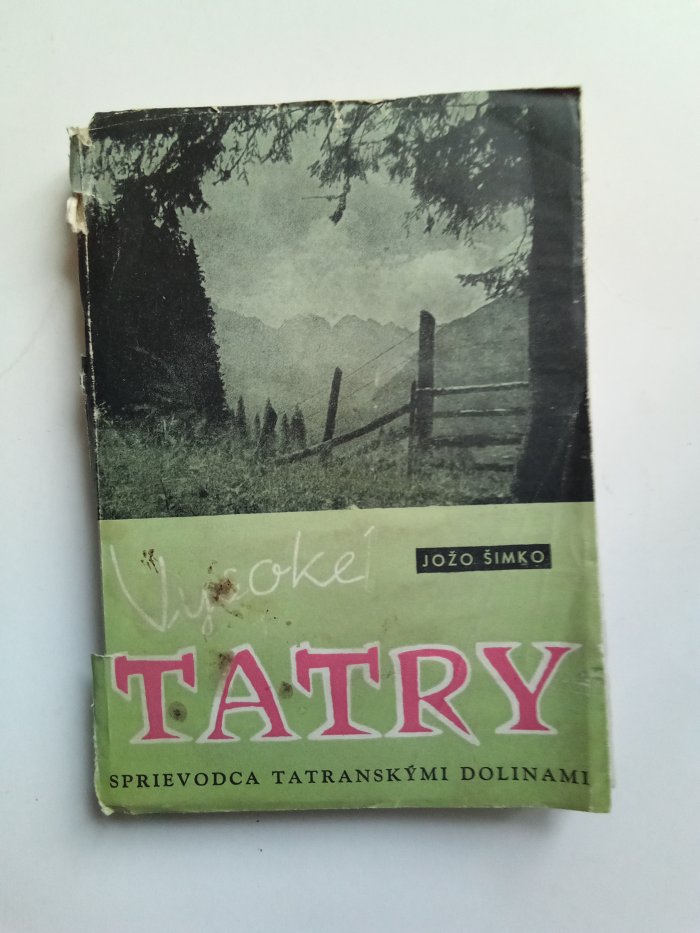 JOŽO ŠIMKO
Vysoké
TATRY
SPRIEVODCA TATRANSKÝMI DOLINAMI